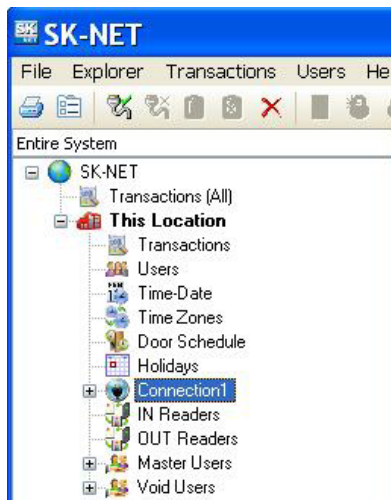 SK-NET
File Explorer Transactions Users He
Entire System
SK-NET
Transactions (All)
This Location
Transactions
Users
Time-Date
Time Zones
Door Schedule
Holidays
Connection1
IN Readers
OUT Readers
Master Users
Void Users